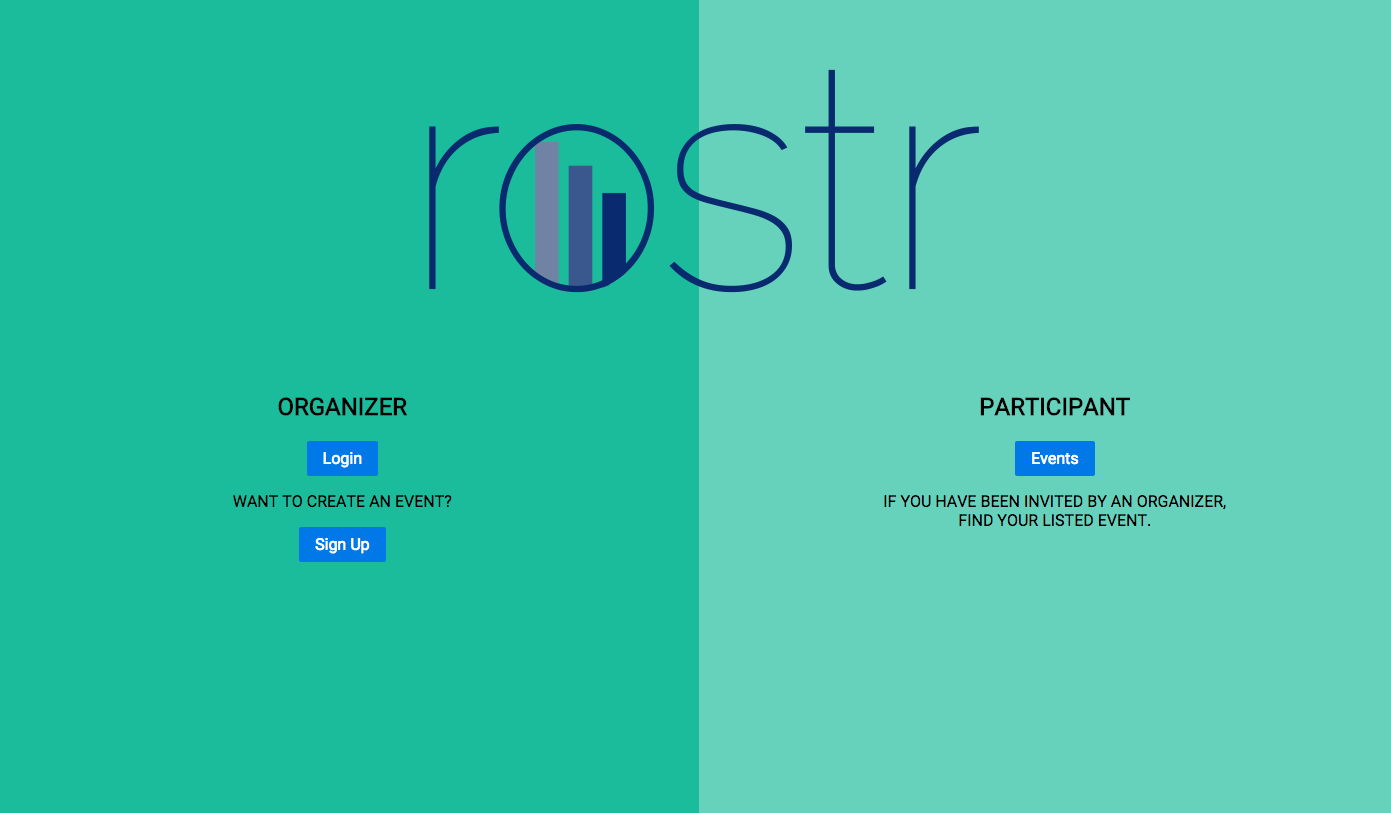 rostr
ORGANIZER
Login
WANT TO CREATE AN EVENT?
Sign Up
PARTICIPANT
Events
IF YOU HAVE BEEN INVITED BY AN ORGANIZER,
FIND YOUR LISTED EVENT.